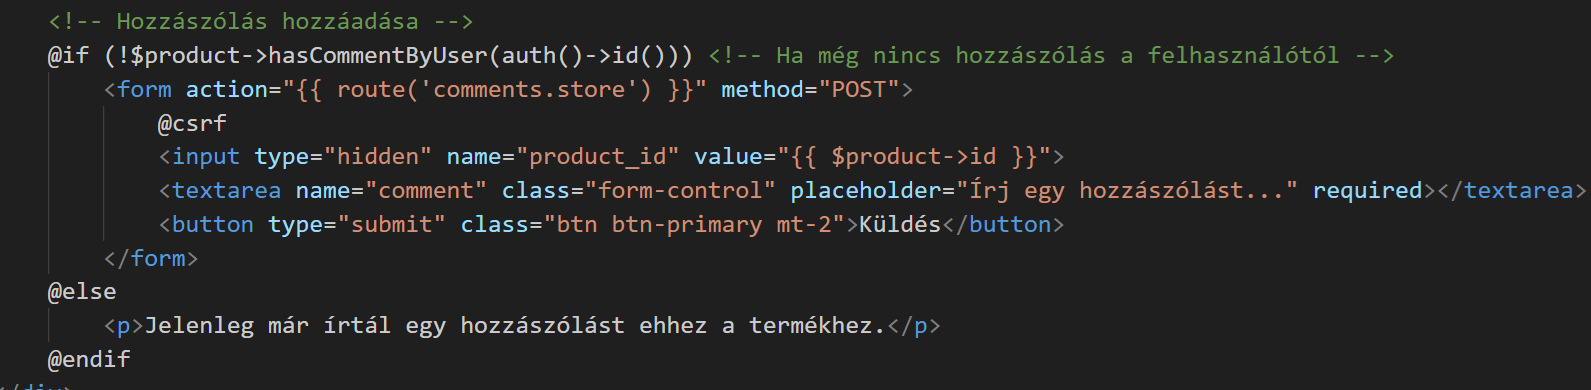 <!-- Hozzászólás hozzáadása -->
@if (!$product->hasCommentByUser(auth()->id())) <!-- Ha még nincs hozzászólás a felhasználótól -->
<form action="{{ route('comments.store') }}" method="POST">
@csrf
<input type="hidden" name="product_id" value="{{ $product->id }}">
<textarea name="comment" class="form-control" placeholder="Írj egy hozzászólást..." required></textarea>
<button type="submit" class="btn btn-primary mt-2">Küldés</button>
</form>
@else
<p>Jelenleg már írtál egy hozzászólást ehhez a termékhez.</p>
@endif
</div>